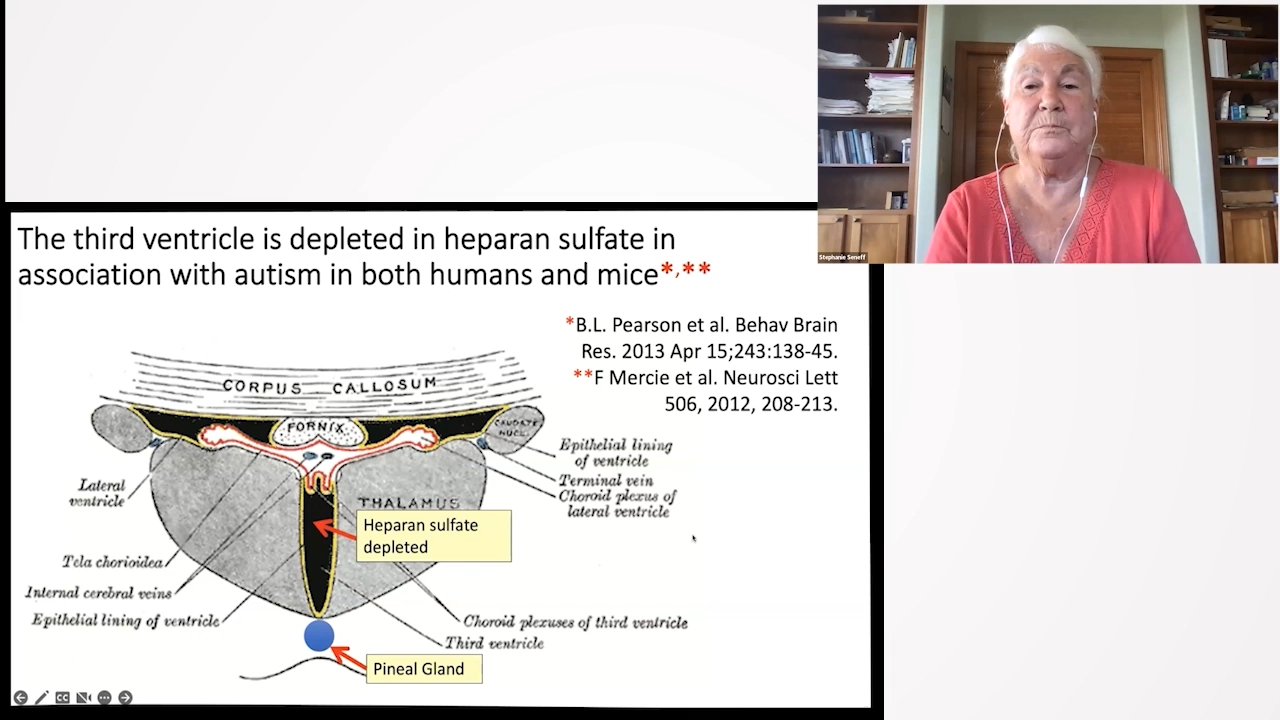 Stephanie Seneff
The third ventricle is depleted in heparan sulfate in
association with autism in both humans and mice*,**
*B.L. Pearson et al. Behav Brain
Res. 2013 Apr 15;243:138-45.
**F Mercie et al. Neurosci Lett
506, 2012, 208-213.
CORPUS CALLOSUM
FORNIX
CAUDATE
NUCL.
Epithelial lining
of ventricle
Terminal vein
Choroid plexus of
lateral ventricle
Lateral
ventricle
THALAMUS
Heparan sulfate
depleted
Tela chorioidea
Internal cerebral veins
Epithelial lining of ventricle
Choroid plexuses of third ventricle
Third ventricle
Pineal Gland
CC